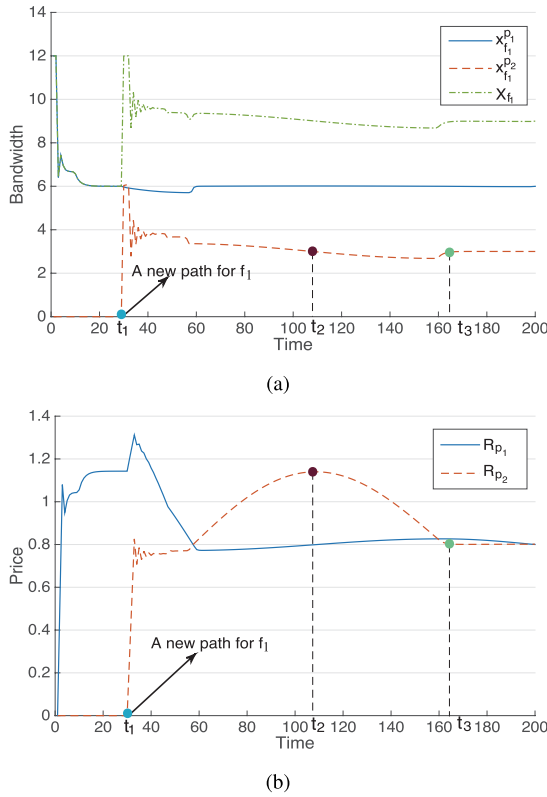 14
12
10
8
6
4
2
0
Bandwidth
x_{f_1}^{p_1}
x_{f_1}^{p_2}
X_{f_1}
A new path for f_1
0 20 40 60 80 100 120 140 160 180 200
t_1 t_2 t_3
Time
(a)
1.4
1.2
1
0.8
0.6
0.4
0.2
0
Price
R_{p_1}
R_{p_2}
A new path for f_1
0 20 40 60 80 100 120 140 160 180 200
t_1 t_2 t_3
Time
(b)